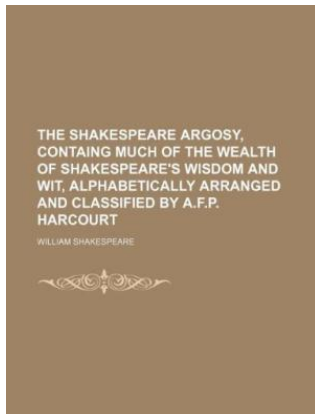 THE SHAKESPEARE ARGOSY,
CONTAING MUCH OF THE WEALTH
OF SHAKESPEARE'S WISDOM AND
WIT, ALPHABETICALLY ARRANGED
AND CLASSIFIED BY A.F.P.
HARCOURT
WILLIAM SHAKESPEARE